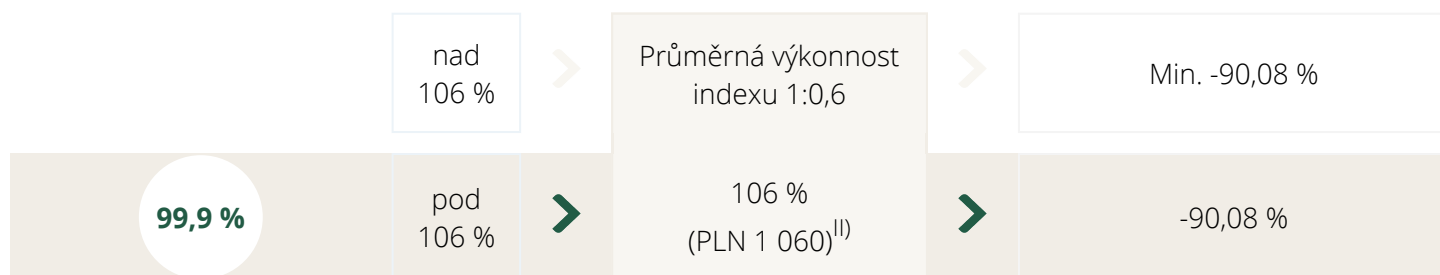 nad
106 %
Průměrná výkonnost
indexu 1:0,6
Min. -90,08 %
99,9 %
pod
106 %
106 %
(PLN 1 060)II)
-90,08 %